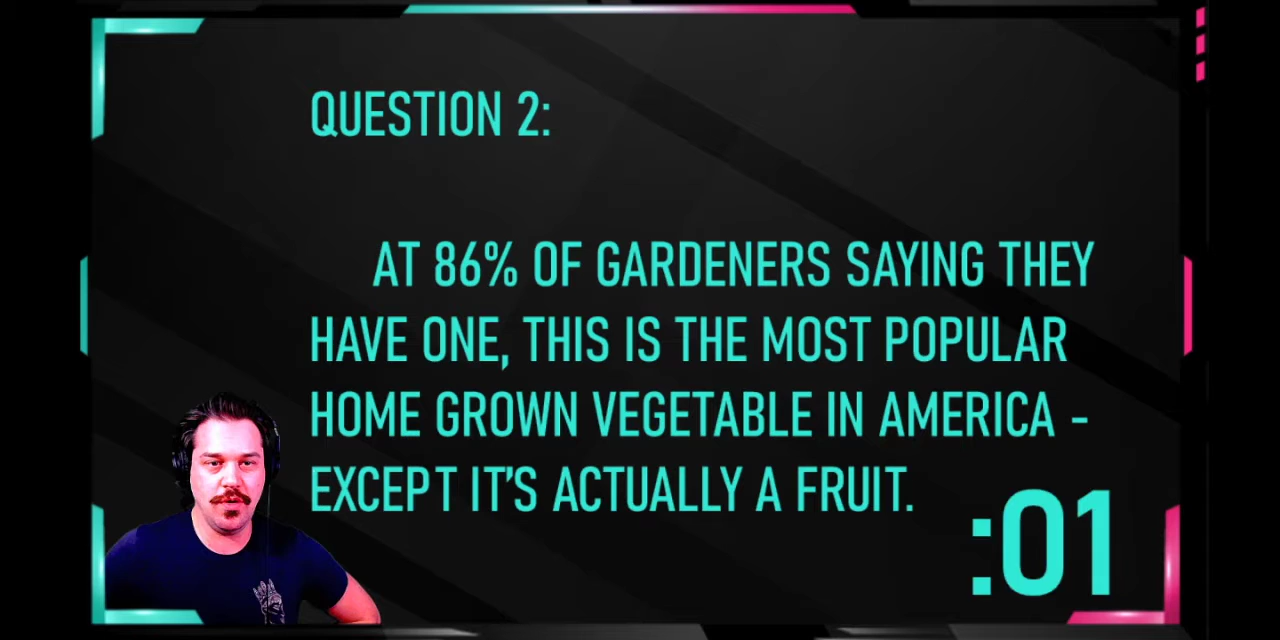 QUESTION 2:
AT 86% OF GARDENERS SAYING THEY
HAVE ONE, THIS IS THE MOST POPULAR
HOME GROWN VEGETABLE IN AMERICA -
EXCEPT IT'S ACTUALLY A FRUIT.
:01